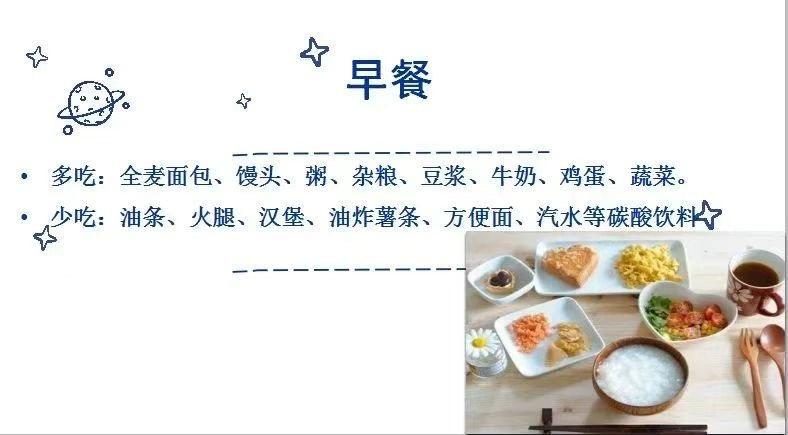 早餐
• 多吃：全麦面包、馒头、粥、杂粮、豆浆、牛奶、鸡蛋、蔬菜。
• 少吃：油条、火腿、汉堡、油炸薯条、方便面、汽水等碳酸饮料